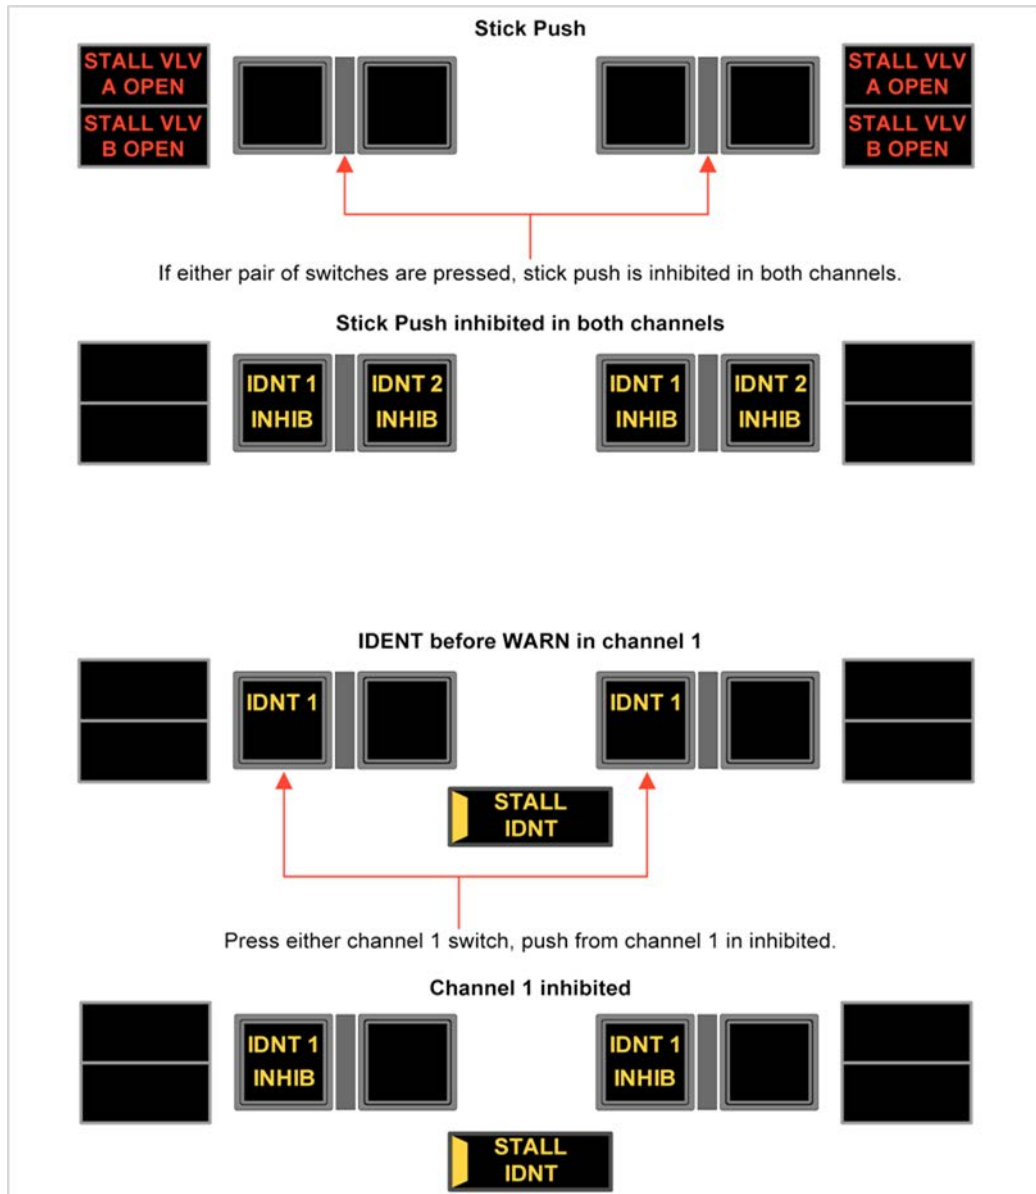 Stick Push
STALL VLV
A OPEN
STALL VLV
B OPEN
STALL VLV
A OPEN
STALL VLV
B OPEN
If either pair of switches are pressed, stick push is inhibited in both channels.
Stick Push inhibited in both channels
IDNT 1
INHIB
IDNT 2
INHIB
IDNT 1
INHIB
IDNT 2
INHIB
IDENT before WARN in channel 1
IDNT 1
IDNT 1
STALL
IDNT
Press either channel 1 switch, push from channel 1 in inhibited.
Channel 1 inhibited
IDNT 1
INHIB
IDNT 1
INHIB
STALL
IDNT